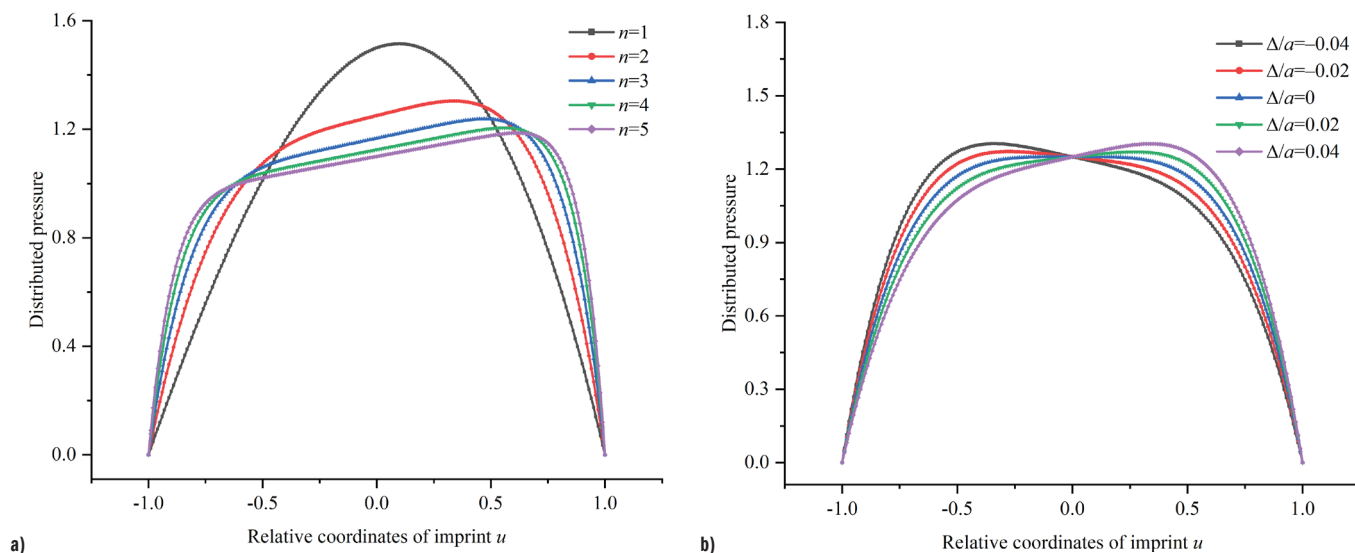 1.6
1.2
0.8
0.4
0.0
Distributed pressure
n=1
n=2
n=3
n=4
n=5
-1.0 -0.5 0.0 0.5 1.0
Relative coordinates of imprint u
a)
1.8
1.5
1.2
0.9
0.6
0.3
0.0
Distributed pressure
Δ/a=–0.04
Δ/a=–0.02
Δ/a=0
Δ/a=0.02
Δ/a=0.04
-1.0 -0.5 0.0 0.5 1.0
Relative coordinates of imprint u
b)